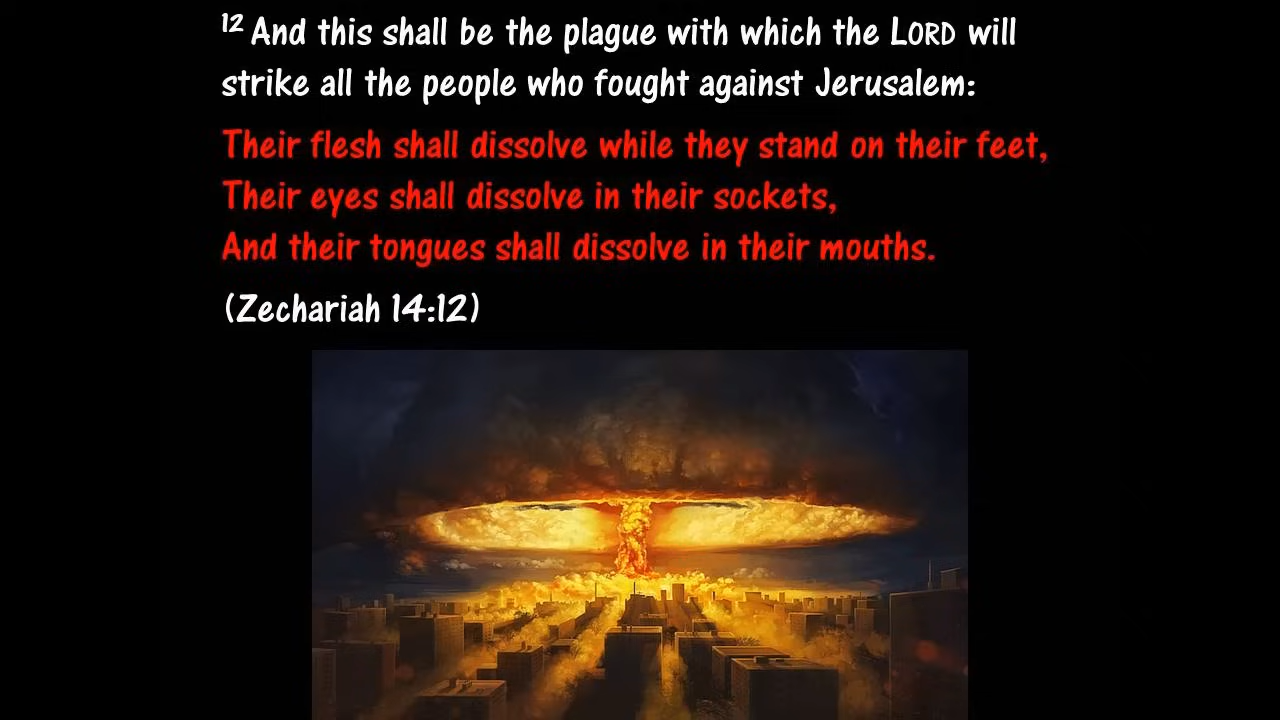 12 And this shall be the plague with which the LORD will
strike all the people who fought against Jerusalem:
Their flesh shall dissolve while they stand on their feet,
Their eyes shall dissolve in their sockets,
And their tongues shall dissolve in their mouths.
(Zechariah 14:12)